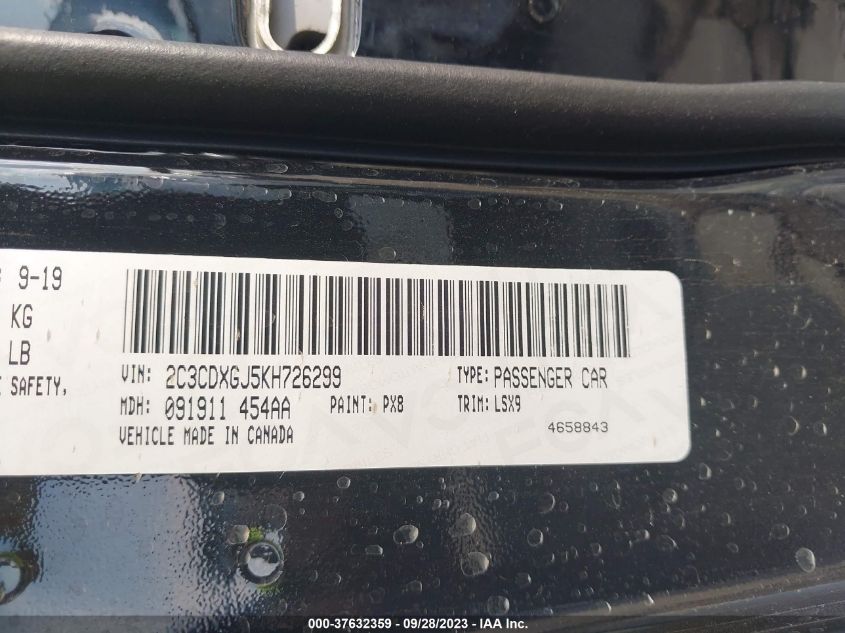 9-19
KG
LB
SAFETY,
VIN: 2C3CDXGJ5KH726299 TYPE: PASSENGER CAR
MDH: 091911 454AA PAINT: PX8 TRIM: LSX9
VEHICLE MADE IN CANADA 4658843
000-37632359 - 09/28/2023 - IAA Inc.